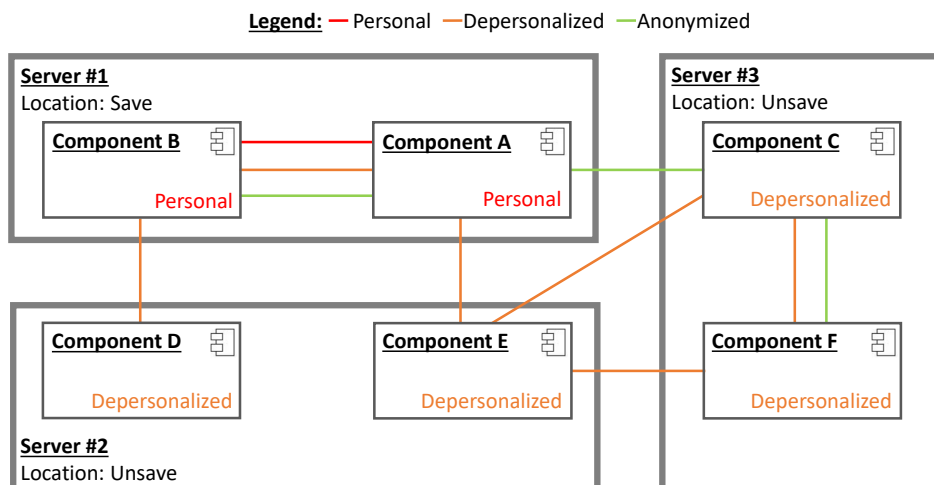 Legend: Personal Depersonalized Anonymized
Server #1
Location: Save
Component B
Personal
Component A
Personal
Server #3
Location: Unsave
Component C
Depersonalized
Component D
Depersonalized
Component E
Depersonalized
Server #2
Location: Unsave
Component F
Depersonalized